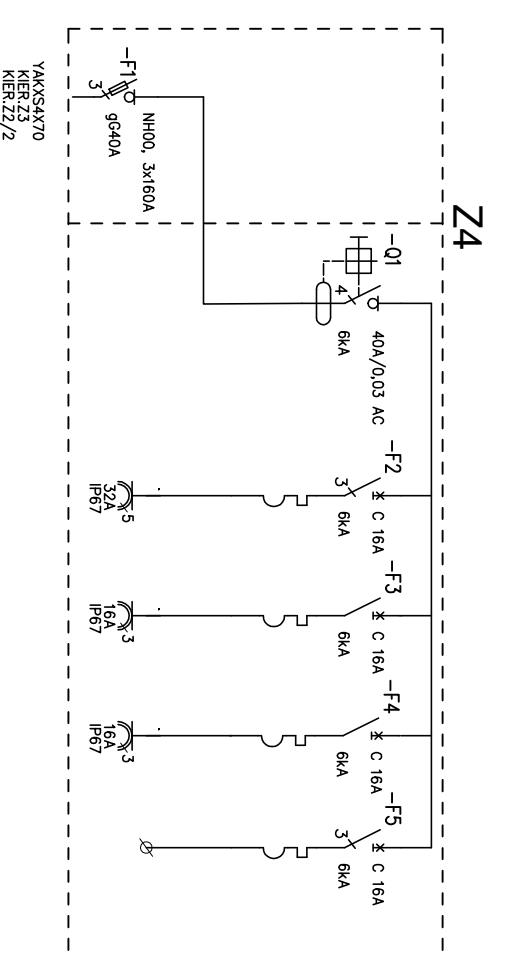 Z4
-F1
3
NH00, 3x160A
gG40A
YAKXS4X70
KIER.Z3
KIER.Z2/2
-Q1
4
40A/0,03 AC
6kA
-F2
3
C 16A
6kA
5
32A
IP67
-F3
C 16A
6kA
3
16A
IP67
-F4
C 16A
6kA
3
16A
IP67
-F5
3
C 16A
6kA